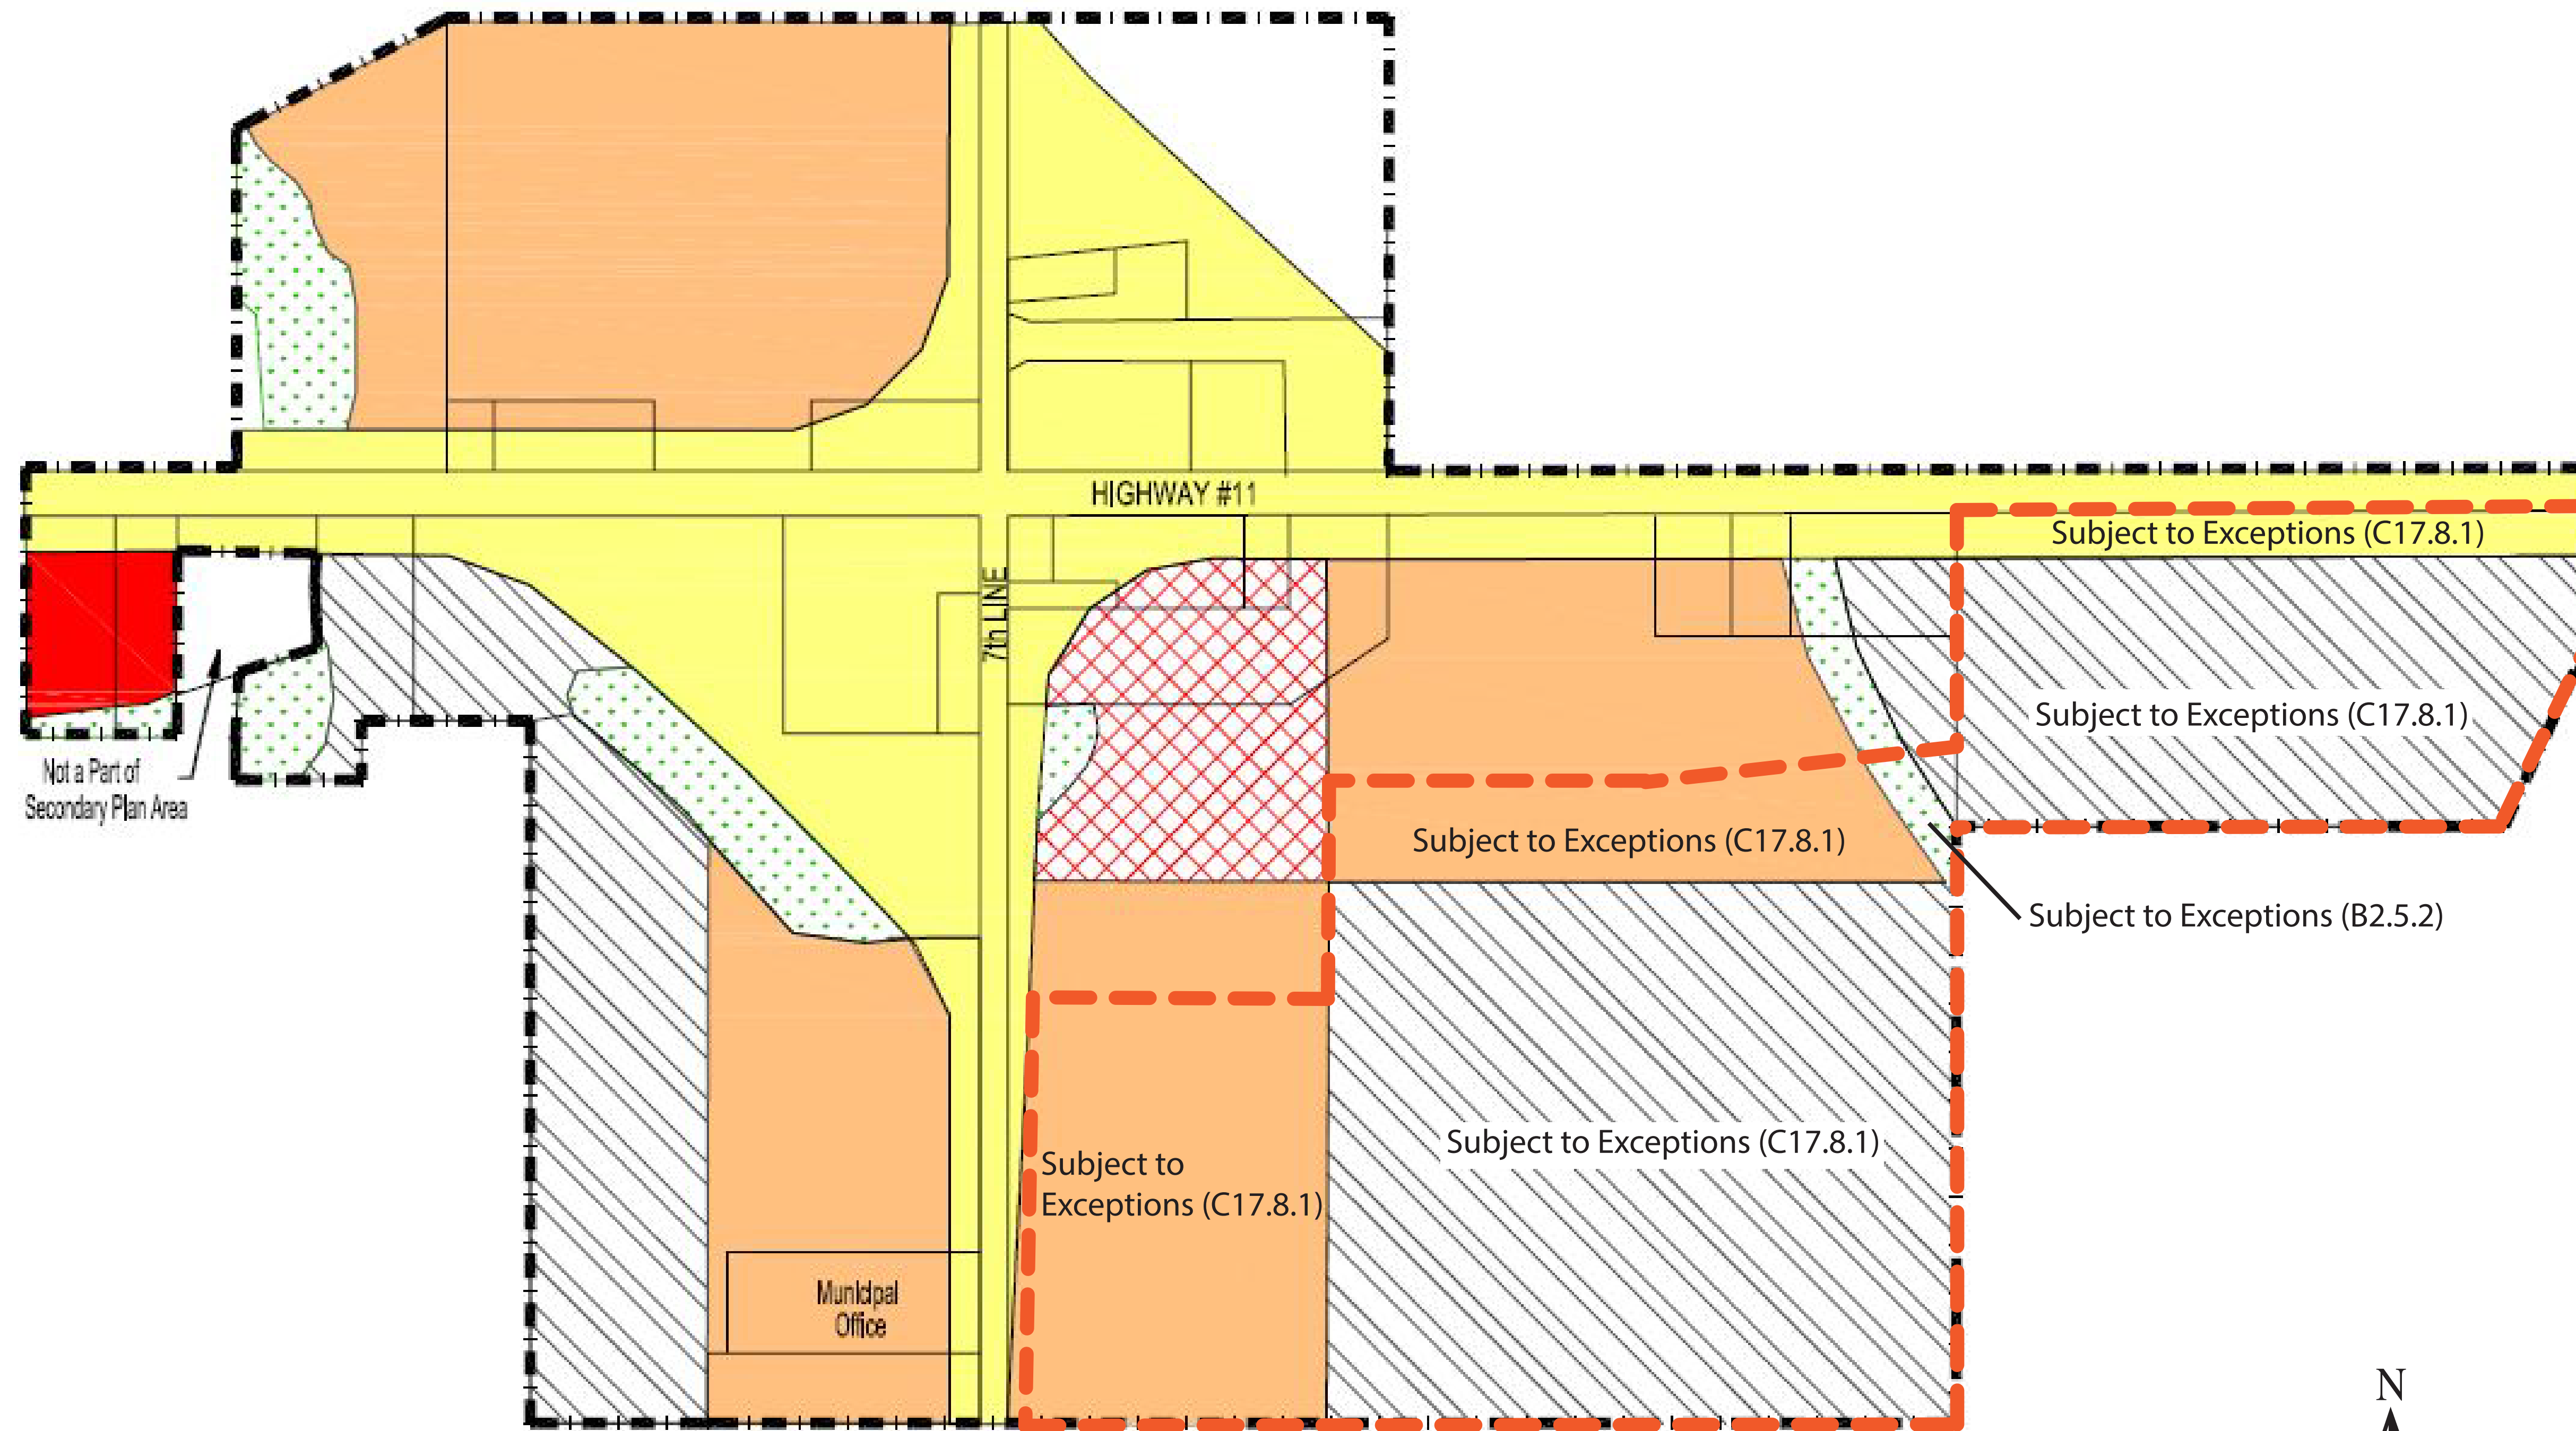 HIGHWAY #11
Subject to Exceptions (C17.8.1)
7th LINE
Subject to Exceptions (C17.8.1)
Not a Part of
Secondary Plan Area
Subject to Exceptions (C17.8.1)
Subject to Exceptions (B2.5.2)
Subject to Exceptions (C17.8.1)
Subject to
Exceptions (C17.8.1)
Municipal
Office
N